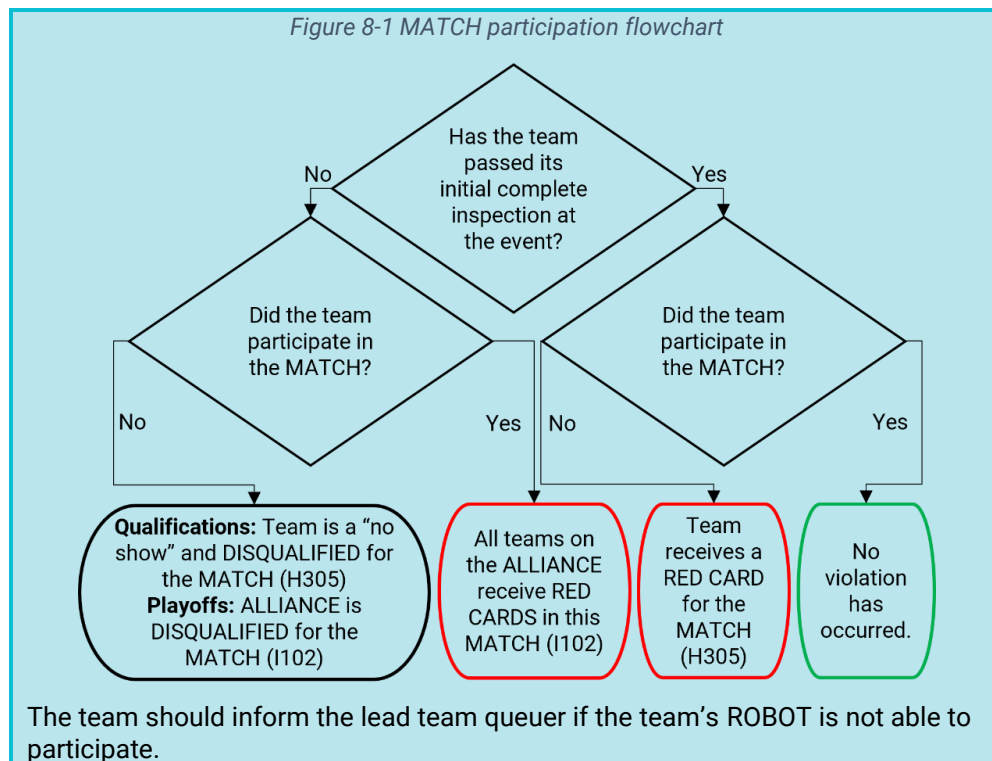 Figure 8-1 MATCH participation flowchart
Has the team
passed its
initial complete
inspection at
the event?
No
Yes
Did the team
participate in
the MATCH?
Did the team
participate in
the MATCH?
No
Yes
No
Yes
Qualifications: Team is a “no
show” and DISQUALIFIED for
the MATCH (H305)
Playoffs: ALLIANCE is
DISQUALIFIED for the
MATCH (I102)
All teams on
the ALLIANCE
receive RED
CARDS in this
MATCH (I102)
Team
receives a
RED CARD
for the
MATCH
(H305)
No
violation
has
occurred.
The team should inform the lead team queuer if the team’s ROBOT is not able to
participate.